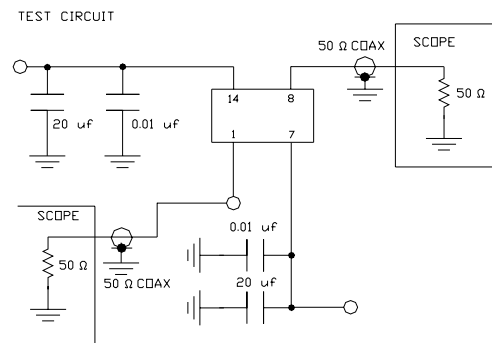 TEST CIRCUIT
50 Ω COAX
SCOPE
14
8
50 Ω
20 uf
0.01 uf
1
7
SCOPE
0.01 uf
50 Ω
50 Ω COAX
20 uf